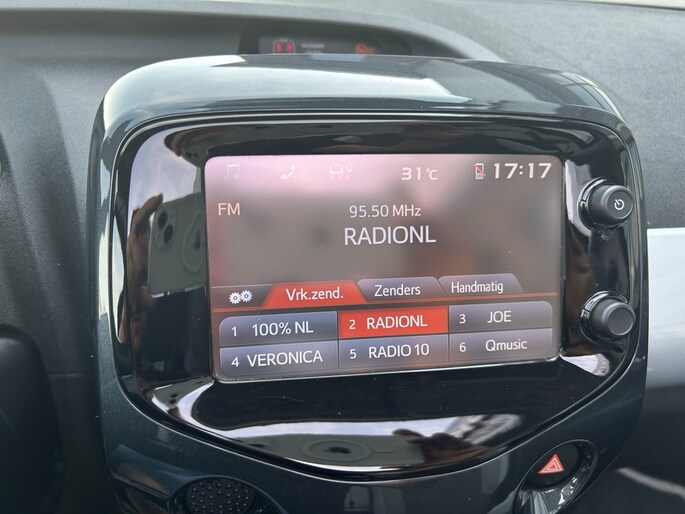 31°C 17:17
FM
95.50 MHz
RADIONL
Vrk.zend. Zenders Handmatig
1 100% NL 2 RADIONL 3 JOE
4 VERONICA 5 RADIO 10 6 Qmusic